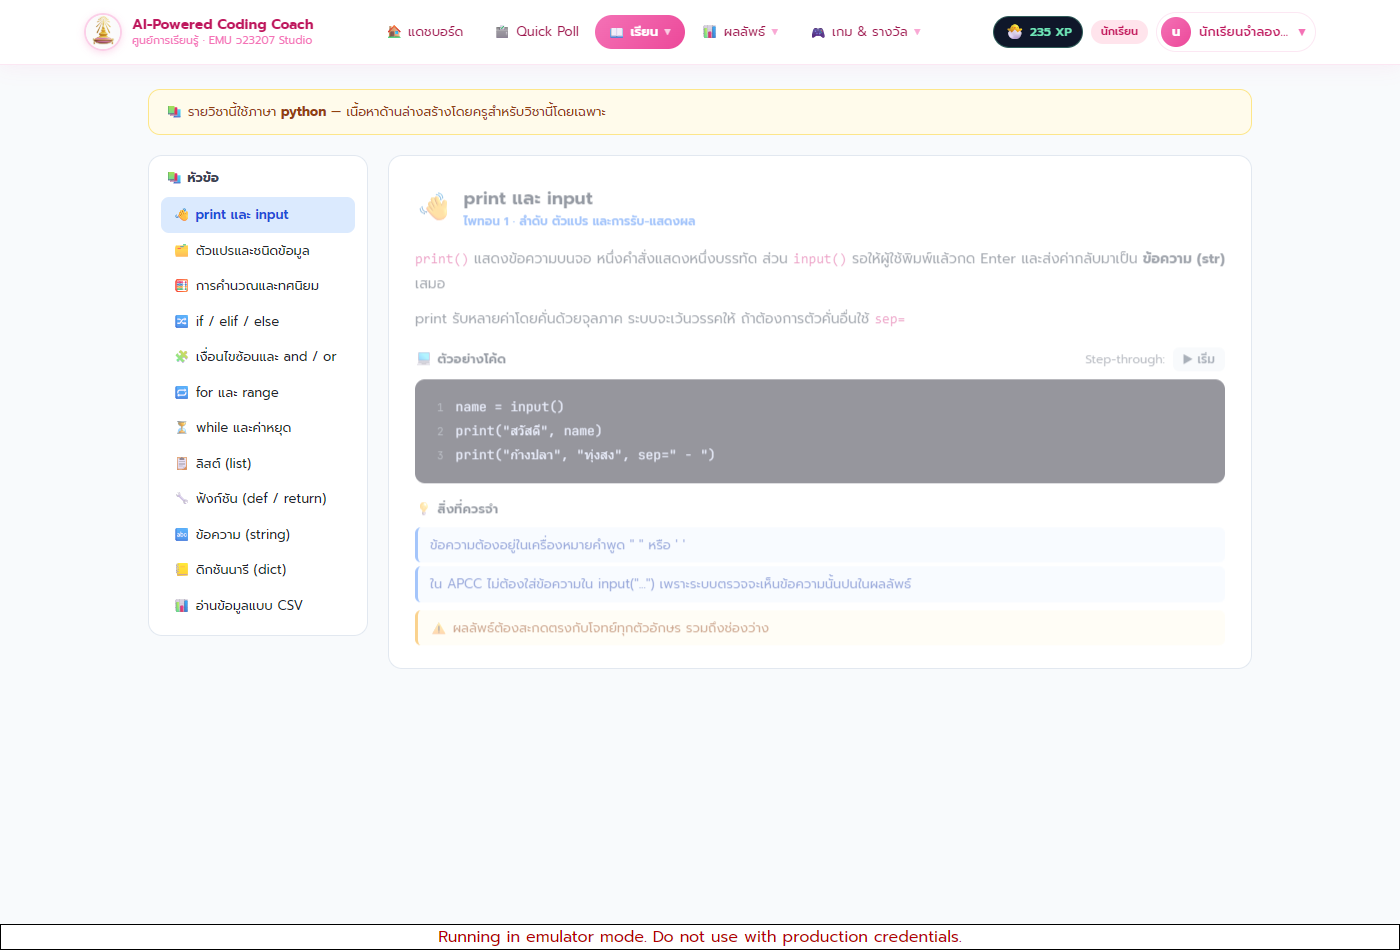 AI-Powered Coding Coach
ศูนย์การเรียนรู้ · EMU ว23207 Studio
แดชบอร์ด
Quick Poll
เรียน ▼
ผลลัพธ์ ▼
เกม & รางวัล ▼
235 XP
นักเรียน
น
นักเรียนจำลอง... ▼
รายวิชานี้ใช้ภาษา python — เนื้อหาด้านล่างสร้างโดยครูสำหรับวิชานี้โดยเฉพาะ
หัวข้อ
print และ input
ตัวแปรและชนิดข้อมูล
การคำนวณและทศนิยม
if / elif / else
เงื่อนไขซ้อนและ and / or
for และ range
while และค่าหยุด
ลิสต์ (list)
ฟังก์ชัน (def / return)
ข้อความ (string)
ดิกชันนารี (dict)
อ่านข้อมูลแบบ CSV
print และ input
ไพทอน 1 · ลำดับ ตัวแปร และการรับ-แสดงผล
print() แสดงข้อความบนจอ หนึ่งคำสั่งแสดงหนึ่งบรรทัด ส่วน input() รอให้ผู้ใช้พิมพ์แล้วกด Enter และส่งค่ากลับมาเป็น ข้อความ (str)
เสมอ
print รับหลายค่าโดยคั่นด้วยจุลภาค ระบบจะเว้นวรรคให้ ถ้าต้องการตัวคั่นอื่นใช้ sep=
ตัวอย่างโค้ด
Step-through: ▶ เริ่ม
1 name = input()
2 print("สวัสดี", name)
3 print("ก้างปลา", "ทุ่งสง", sep=" - ")
สิ่งที่ควรจำ
ข้อความต้องอยู่ในเครื่องหมายคำพูด " " หรือ ' '
ใน APCC ไม่ต้องใส่ข้อความใน input("...") เพราะระบบตรวจจะเห็นข้อความนั้นปนในผลลัพธ์
ผลลัพธ์ต้องสะกดตรงกับโจทย์ทุกตัวอักษร รวมถึงช่องว่าง
Running in emulator mode. Do not use with production credentials.